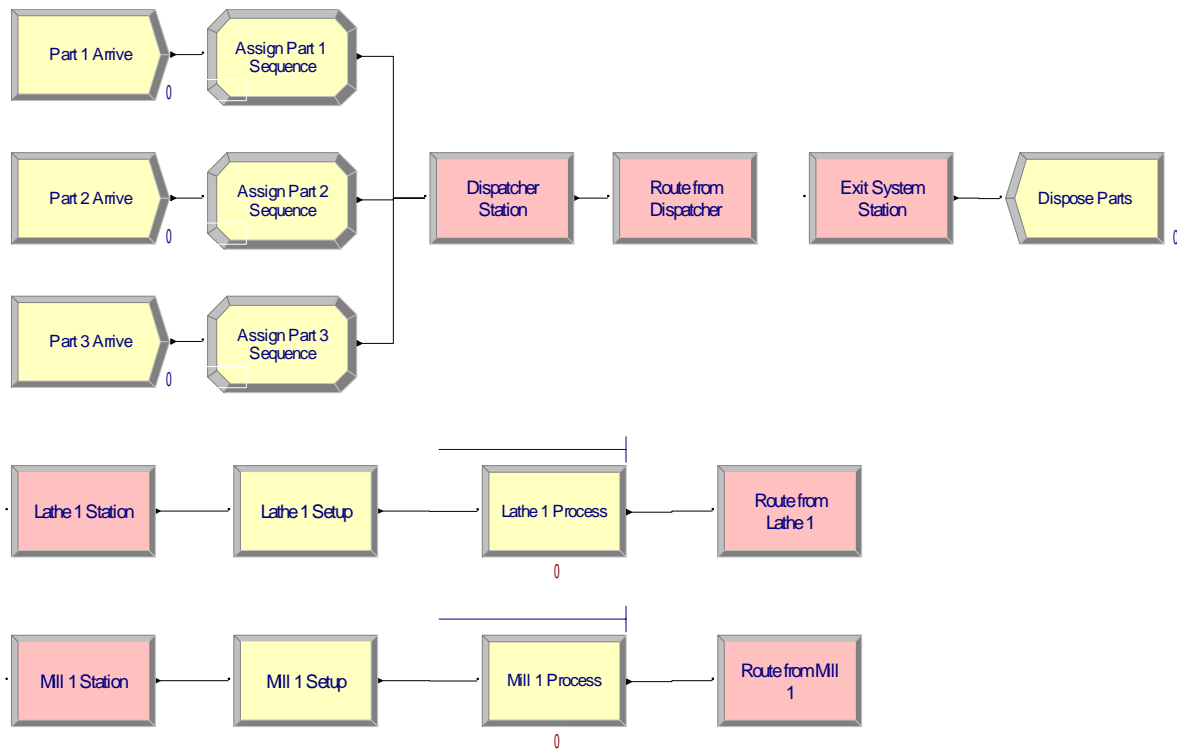 Part 1 Arrive
Assign Part 1
Sequence
0
Part 2 Arrive
Assign Part 2
Sequence
Dispatcher
Station
Route from
Dispatcher
Exit System
Station
Dispose Parts
0
0
Part 3 Arrive
Assign Part 3
Sequence
0
Lathe 1 Station
Lathe 1 Setup
Lathe 1 Process
Route from
Lathe 1
0
Mill 1 Station
Mill 1 Setup
Mill 1 Process
Route from Mill
1
0